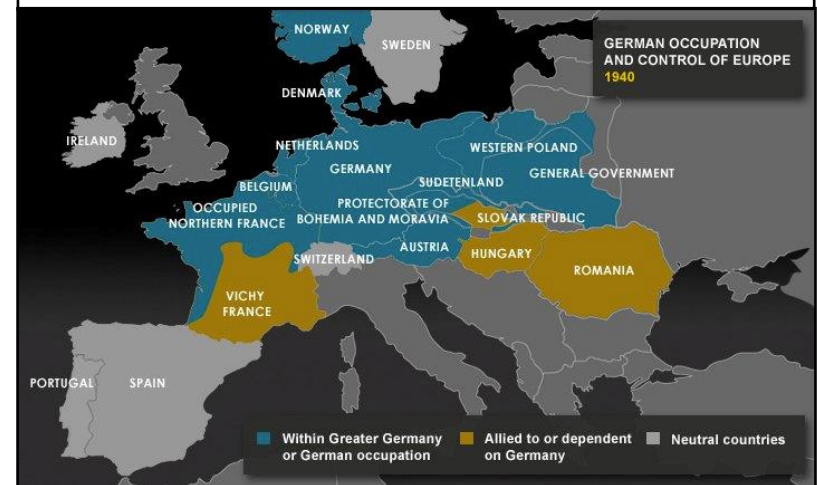 NORWAY
SWEDEN
GERMAN OCCUPATION
AND CONTROL OF EUROPE
1940
DENMARK
IRELAND
NETHERLANDS
WESTERN POLAND
GERMANY
GENERAL GOVERNMENT
SUDETENLAND
BELGIUM
PROTECTORATE OF
BOHEMIA AND MORAVIA
OCCUPIED
NORTHERN FRANCE
SLOVAK REPUBLIC
AUSTRIA
SWITZERLAND
HUNGARY
ROMANIA
VICHY
FRANCE
PORTUGAL
SPAIN
Within Greater Germany
or German occupation
Allied to or dependent
on Germany
Neutral countries